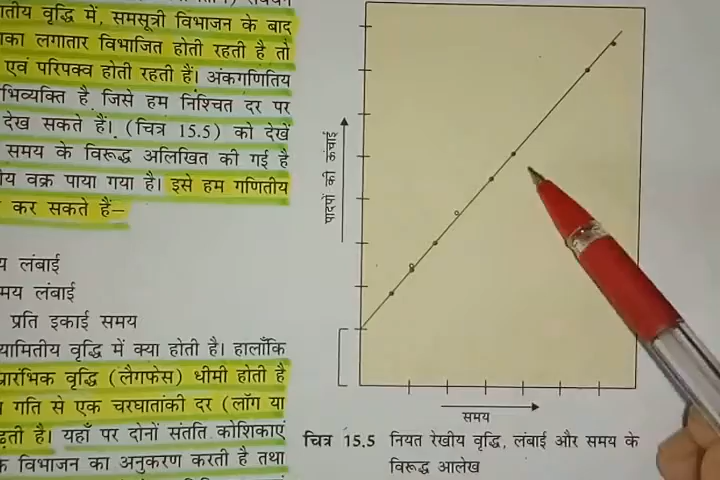 वृद्धि में, समसूत्री विभाजन के बाद
लगातार विभाजित होती रहती है तो
एवं परिपक्व होती रहती हैं। अंकगणितिय
है जिसे हम निश्चित दर पर
देख सकते हैं। (चित्र 15.5) को देखें
समय के विरूद्ध अलिखित की गई है
वक्र पाया गया है। इसे हम गणितीय
कर सकते हैं–
लंबाई
लंबाई
प्रति इकाई समय
में क्या होती है। हालाँकि
प्रारंभिक वृद्धि (लैगफेस) धीमी होती है
गति से एक चरघातांकी दर (लॉग या
है। यहाँ पर दोनों संतति कोशिकाएं
विभाजन का अनुकरण करती है तथा
पादपों की ऊंचाई
समय
चित्र 15.5 नियत रेखीय वृद्धि, लंबाई और समय के
विरूद्ध आलेख